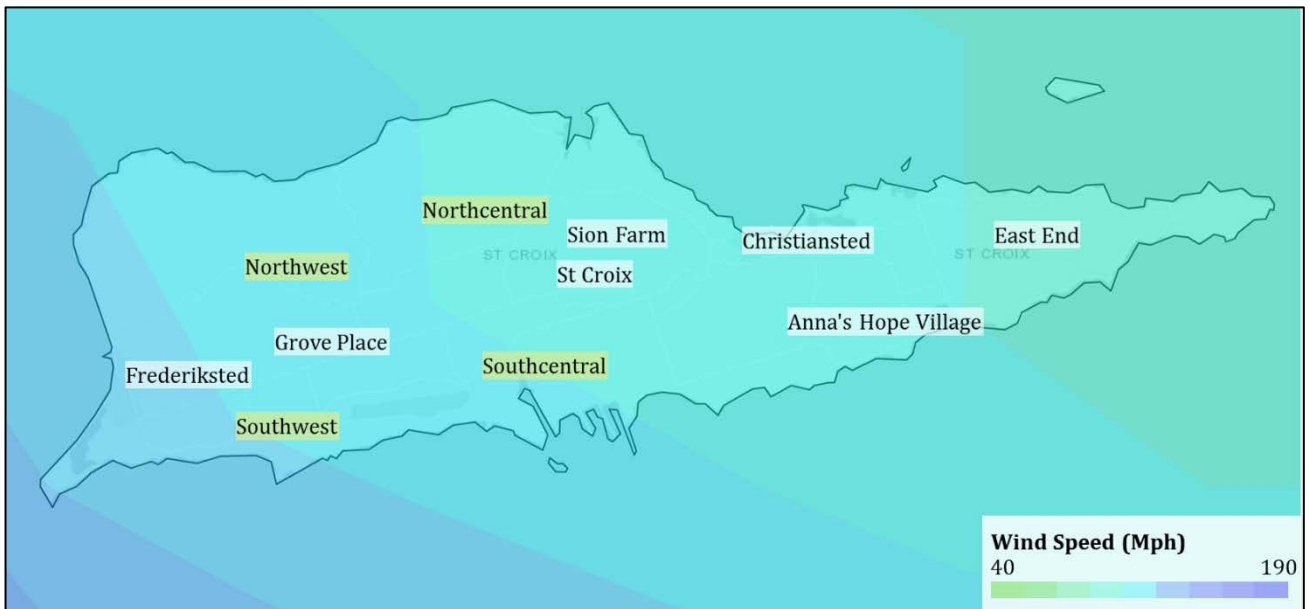 Northcentral
Sion Farm
Christiansted
East End
ST CROIX
ST CROIX
Northwest
St Croix
Anna's Hope Village
Grove Place
Southcentral
Frederiksted
Southwest
Wind Speed (Mph)
40 190